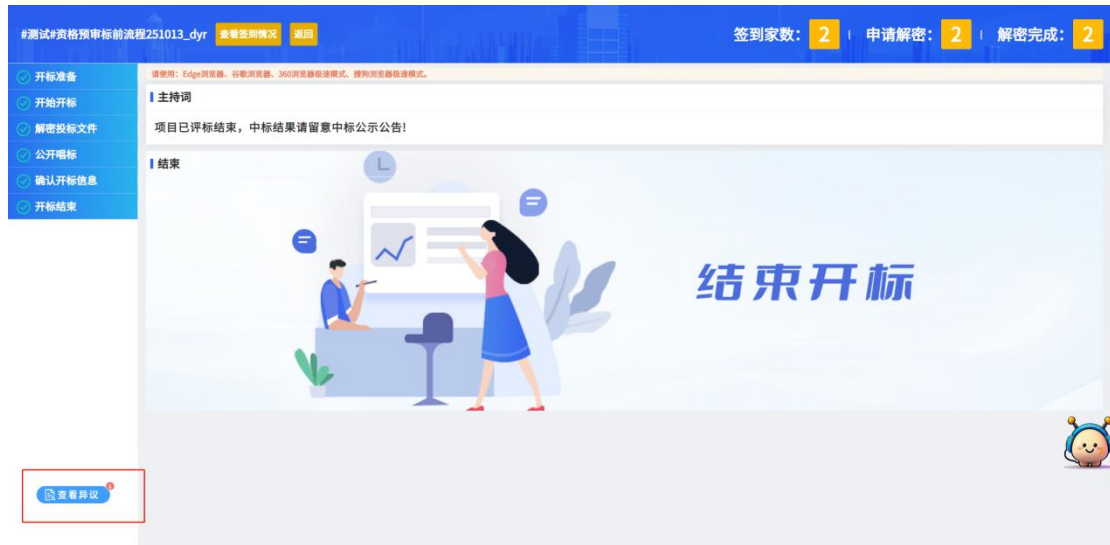 #测试#资格预审标前流程251013_dyr 查看签到情况 返回 签到家数: 2 申请解密: 2 解密完成: 2
开标准备
开始开标
解密投标文件
公开唱标
确认开标信息
开标结束
请使用: Edge浏览器、谷歌浏览器、360浏览器极速模式、搜狗浏览器极速模式。
主持词
项目已评标结束, 中标结果请留意中标公示公告!
结束
结束开标
查看异议 1